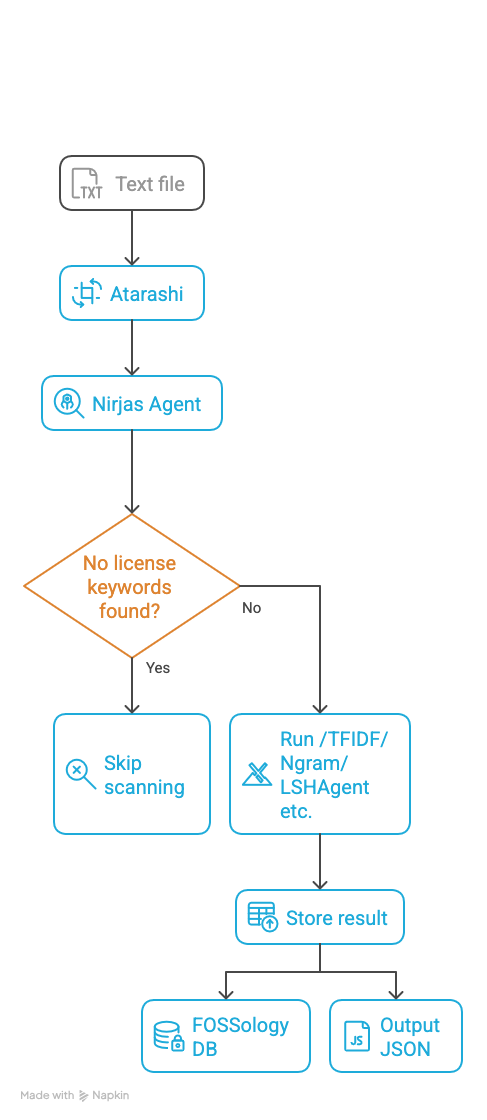 TXT
Text file
Atarashi
Nirjas Agent
No license
keywords
found?
No
Yes
Skip
scanning
Run /TFIDF/
Ngram/
LSHAgent
etc.
Store result
FOSSology
DB
JS
Output
JSON
Made with Napkin